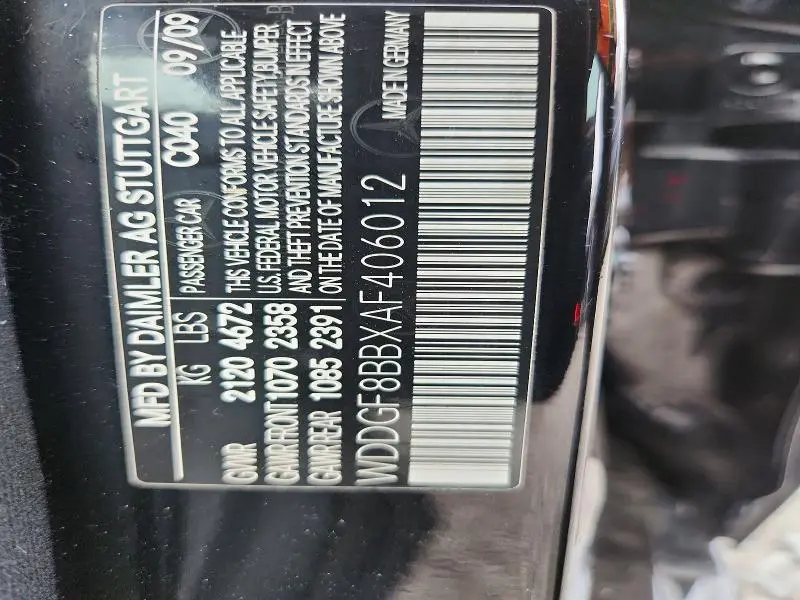 MFD BY DAIMLER AG STUTTGART
KG LBS PASSENGER CAR C040 09/09
GVWR 2120 4672 THIS VEHICLE CONFORMS TO ALL APPLICABLE
GAWR FRONT 1070 2358 U.S. FEDERAL MOTOR VEHICLE SAFETY, BUMPER
GAWR REAR 1085 2391 AND THEFT PREVENTION STANDARDS IN EFFECT
ON THE DATE OF MANUFACTURE SHOWN ABOVE
WDDGF8BBXAF406012 MADE IN GERMANY